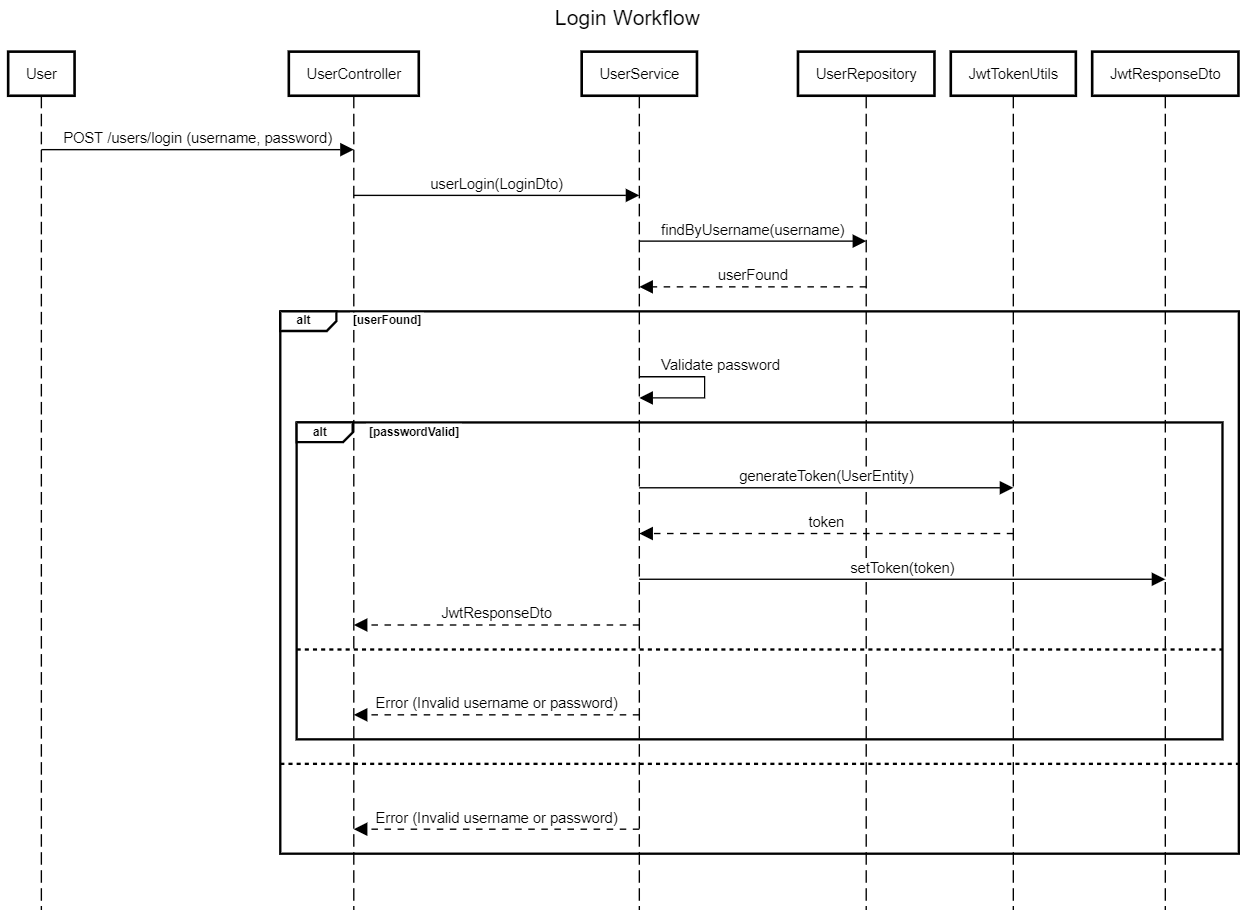 Login Workflow
User
UserController
UserService
UserRepository
JwtTokenUtils
JwtResponseDto
POST /users/login (username, password)
userLogin(LoginDto)
findByUsername(username)
userFound
alt
[userFound]
Validate password
alt
[passwordValid]
generateToken(UserEntity)
token
setToken(token)
JwtResponseDto
Error (Invalid username or password)
Error (Invalid username or password)